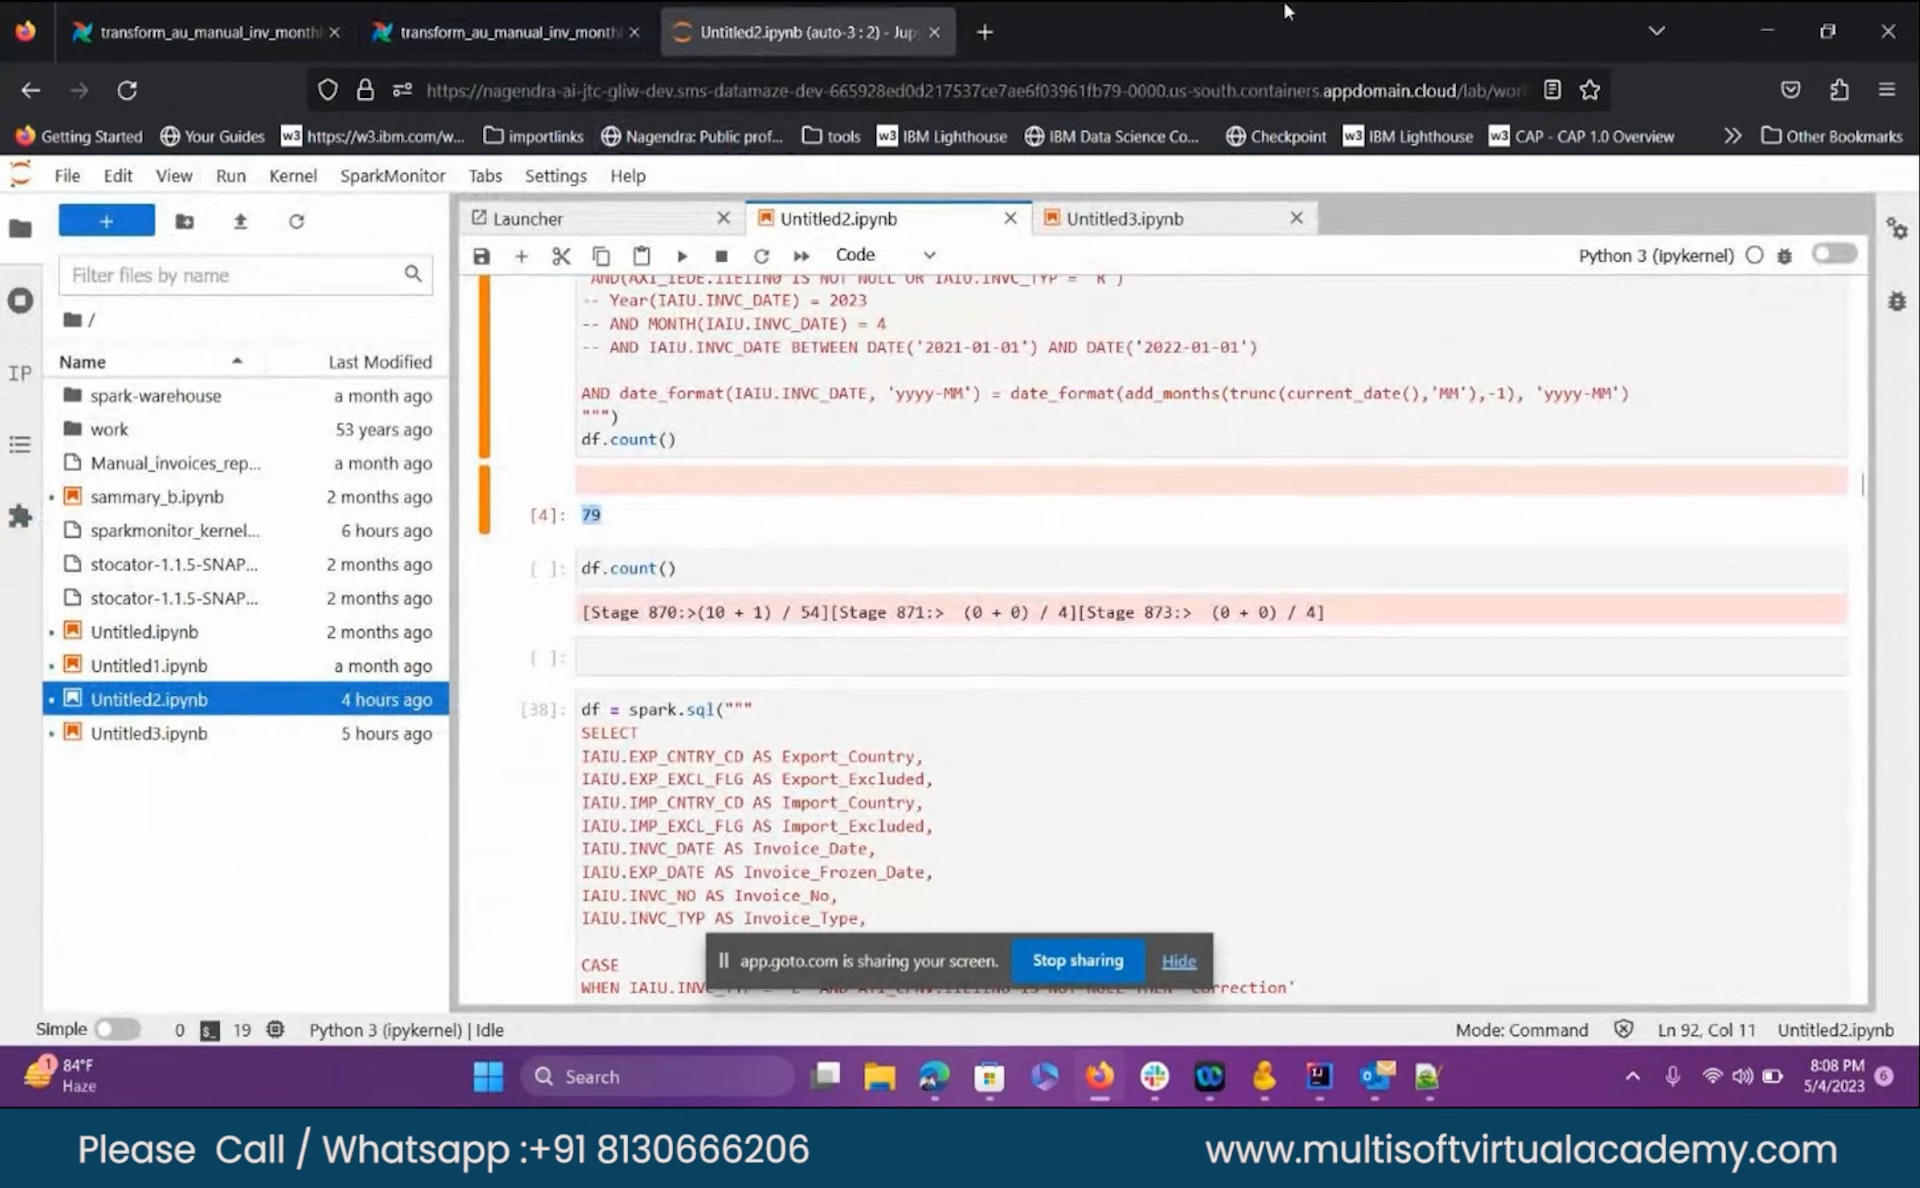 transform_au_manual_inv_month
transform_au_manual_inv_month
Untitled2.ipynb (auto-3 : 2) - Jup
https://nagendra-ai-jtc-gliw-dev.sms-datamaze-dev-665928ed0d217537ce7ae6f03961fb79-0000.us-south.containers.appdomain.cloud/lab/wor
Getting Started
Your Guides
https://w3.ibm.com/w...
importlinks
Nagendra: Public prof...
tools
IBM Lighthouse
IBM Data Science Co...
Checkpoint
IBM Lighthouse
CAP - CAP 1.0 Overview
Other Bookmarks
File Edit View Run Kernel SparkMonitor Tabs Settings Help
Filter files by name
/
Name Last Modified
spark-warehouse a month ago
work 53 years ago
Manual_invoices_rep... a month ago
sammary_b.ipynb 2 months ago
sparkmonitor_kernel... 6 hours ago
stocator-1.1.5-SNAP... 2 months ago
stocator-1.1.5-SNAP... 2 months ago
Untitled.ipynb 2 months ago
Untitled1.ipynb a month ago
Untitled2.ipynb 4 hours ago
Untitled3.ipynb 5 hours ago
Launcher
Untitled2.ipynb
Untitled3.ipynb
Code
Python 3 (ipykernel)
-- Year(IAIU.INVC_DATE) = 2023
-- AND MONTH(IAIU.INVC_DATE) = 4
-- AND IAIU.INVC_DATE BETWEEN DATE('2021-01-01') AND DATE('2022-01-01')
AND date_format(IAIU.INVC_DATE, 'yyyy-MM') = date_format(add_months(trunc(current_date(),'MM'),-1), 'yyyy-MM')
""")
df.count()
[4]: 79
[ ]: df.count()
[Stage 870:>(10 + 1) / 54][Stage 871:> (0 + 0) / 4][Stage 873:> (0 + 0) / 4]
[ ]:
[38]: df = spark.sql("""
SELECT
IAIU.EXP_CNTRY_CD AS Export_Country,
IAIU.EXP_EXCL_FLG AS Export_Excluded,
IAIU.IMP_CNTRY_CD AS Import_Country,
IAIU.IMP_EXCL_FLG AS Import_Excluded,
IAIU.INVC_DATE AS Invoice_Date,
IAIU.EXP_DATE AS Invoice_Frozen_Date,
IAIU.INVC_NO AS Invoice_No,
IAIU.INVC_TYP AS Invoice_Type,
CASE
WHEN
app.goto.com is sharing your screen.
Stop sharing
Hide
Simple
0
19
Python 3 (ipykernel) | Idle
Mode: Command
Ln 92, Col 11
Untitled2.ipynb
84°F
Haze
Search
8:08 PM
5/4/2023
6
Please Call / Whatsapp :+91 8130666206
www.multisoftvirtualacademy.com